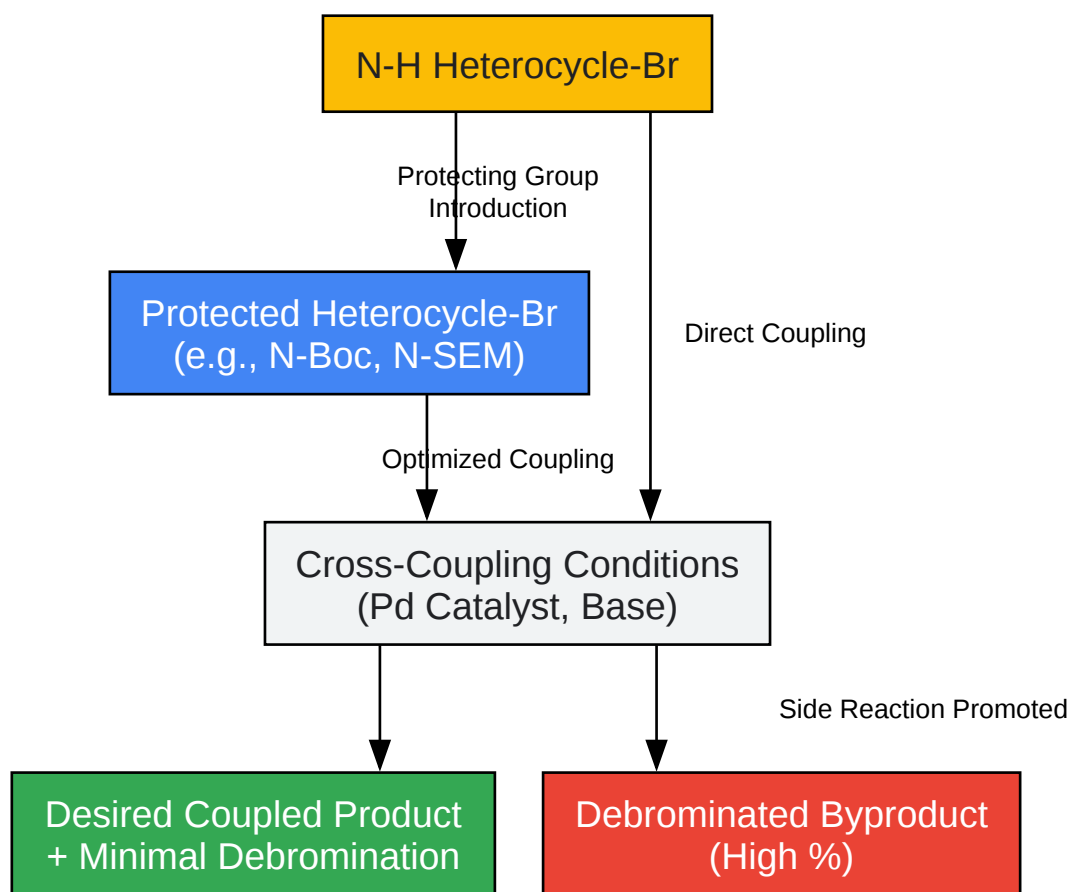 N-H Heterocycle-Br
Protecting Group
Introduction
Protected Heterocycle-Br
(e.g., N-Boc, N-SEM)
Direct Coupling
Optimized Coupling
Cross-Coupling Conditions
(Pd Catalyst, Base)
Side Reaction Promoted
Desired Coupled Product
+ Minimal Debromination
Debrominated Byproduct
(High %)